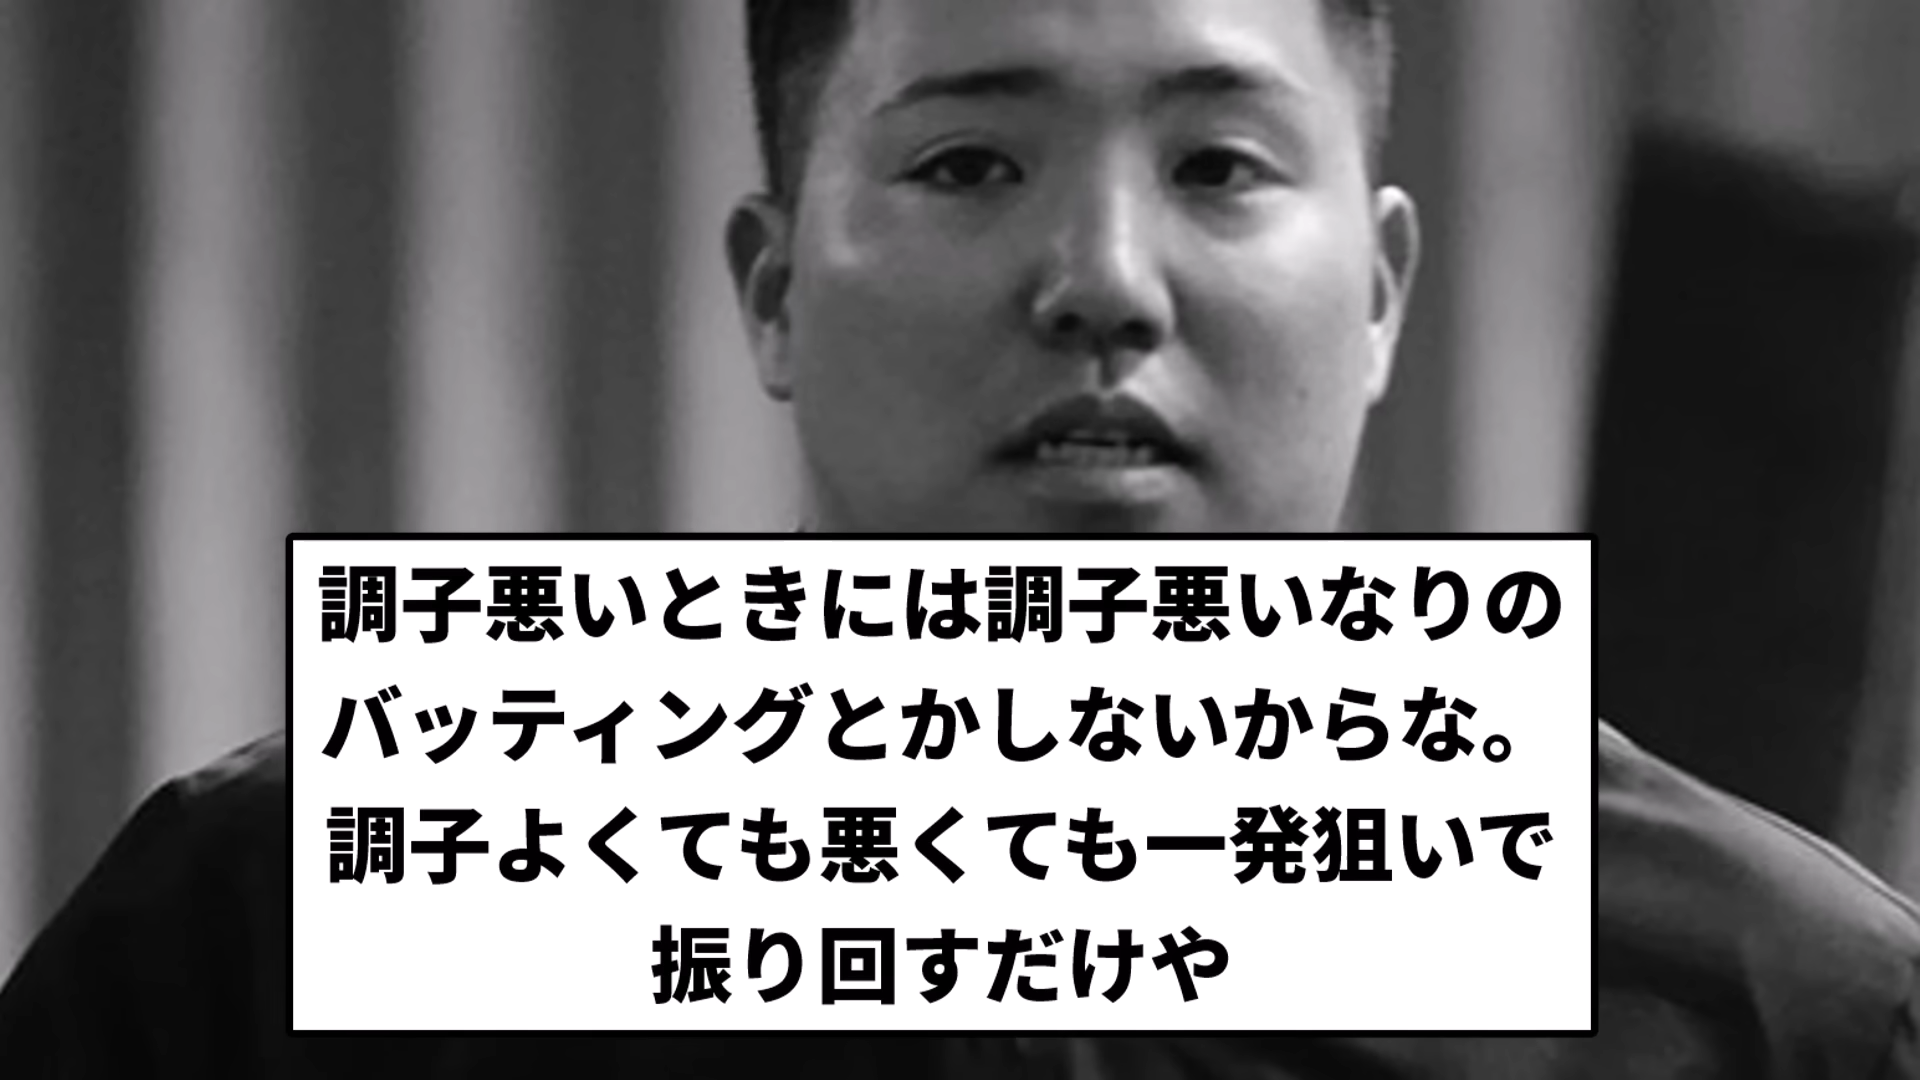 調子悪いときには調子悪いなりの
バッティングとかしないからな。
調子よくても悪くても一発狙いで
振り回すだけや